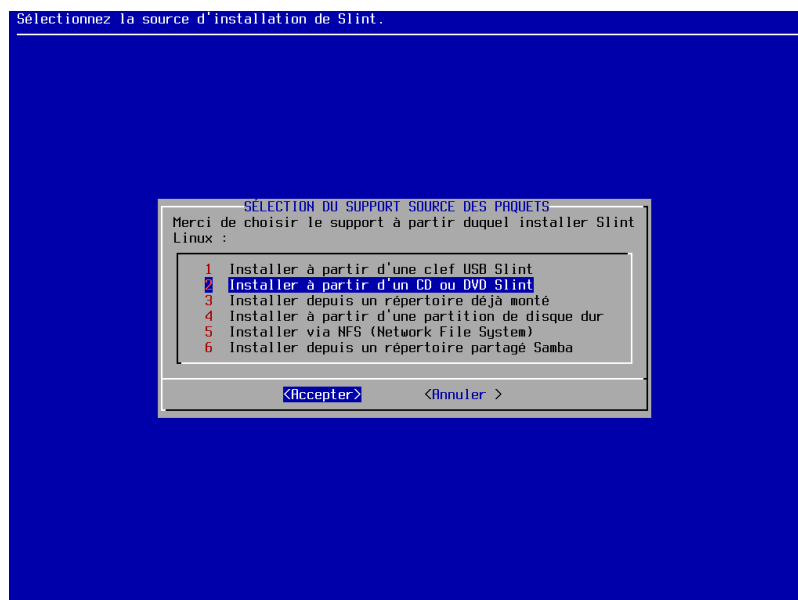 Sélectionnez la source d'installation de Slint.
SÉLECTION DU SUPPORT SOURCE DES PAQUETS
Merci de choisir le support à partir duquel installer Slint
Linux :
1 Installer à partir d'une clef USB Slint
2 Installer à partir d'un CD ou DVD Slint
3 Installer depuis un répertoire déjà monté
4 Installer à partir d'une partition de disque dur
5 Installer via NFS (Network File System)
6 Installer depuis un répertoire partagé Samba
<Accepter> <Annuler >